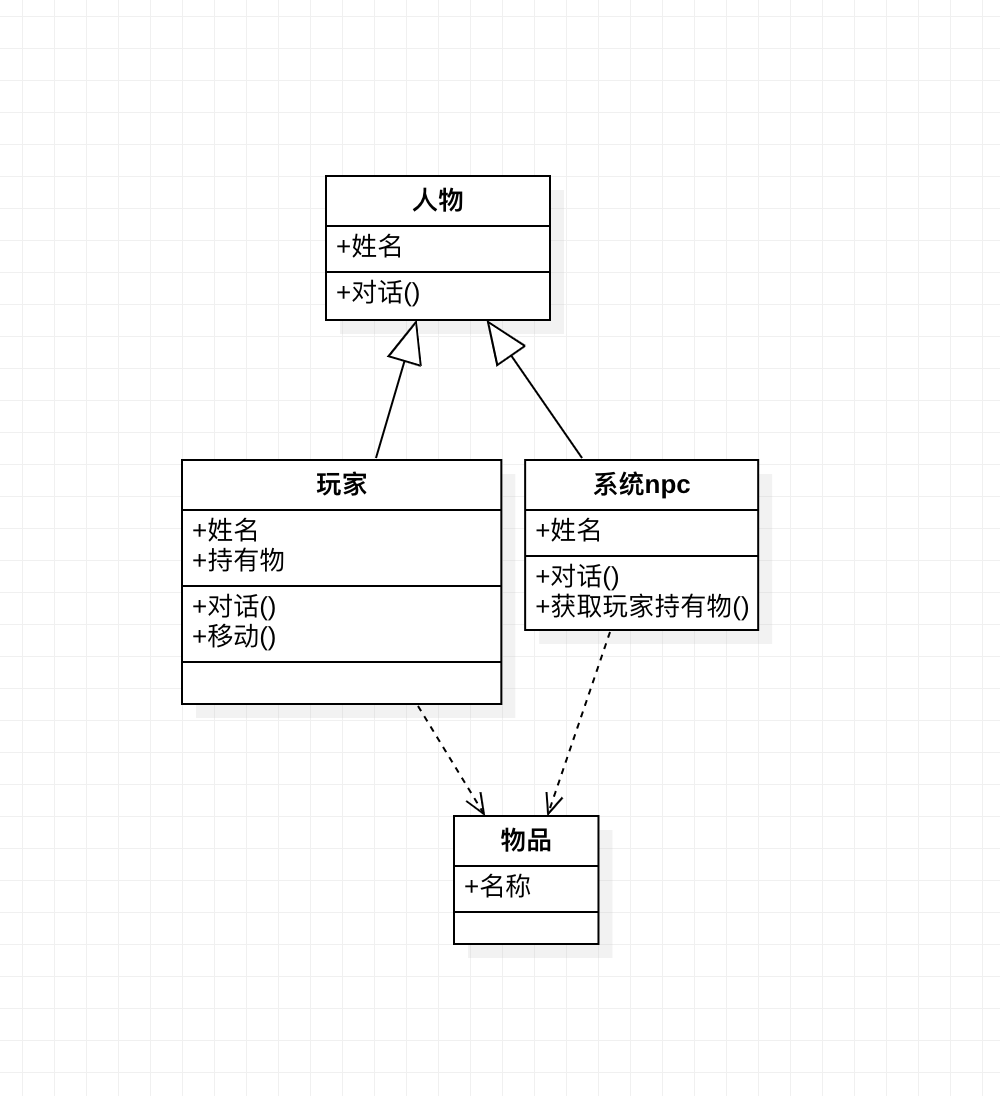 人物
+姓名
+对话()
玩家
+姓名
+持有物
+对话()
+移动()
系统npc
+姓名
+对话()
+获取玩家持有物()
物品
+名称